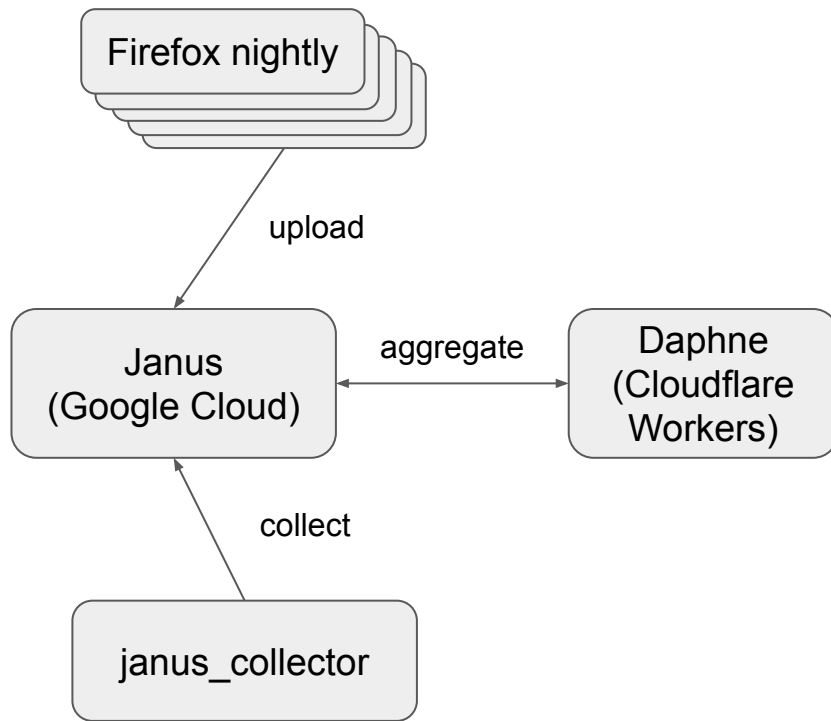 Firefox nightly
upload
Janus
(Google Cloud)
aggregate
Daphne
(Cloudflare
Workers)
collect
janus_collector